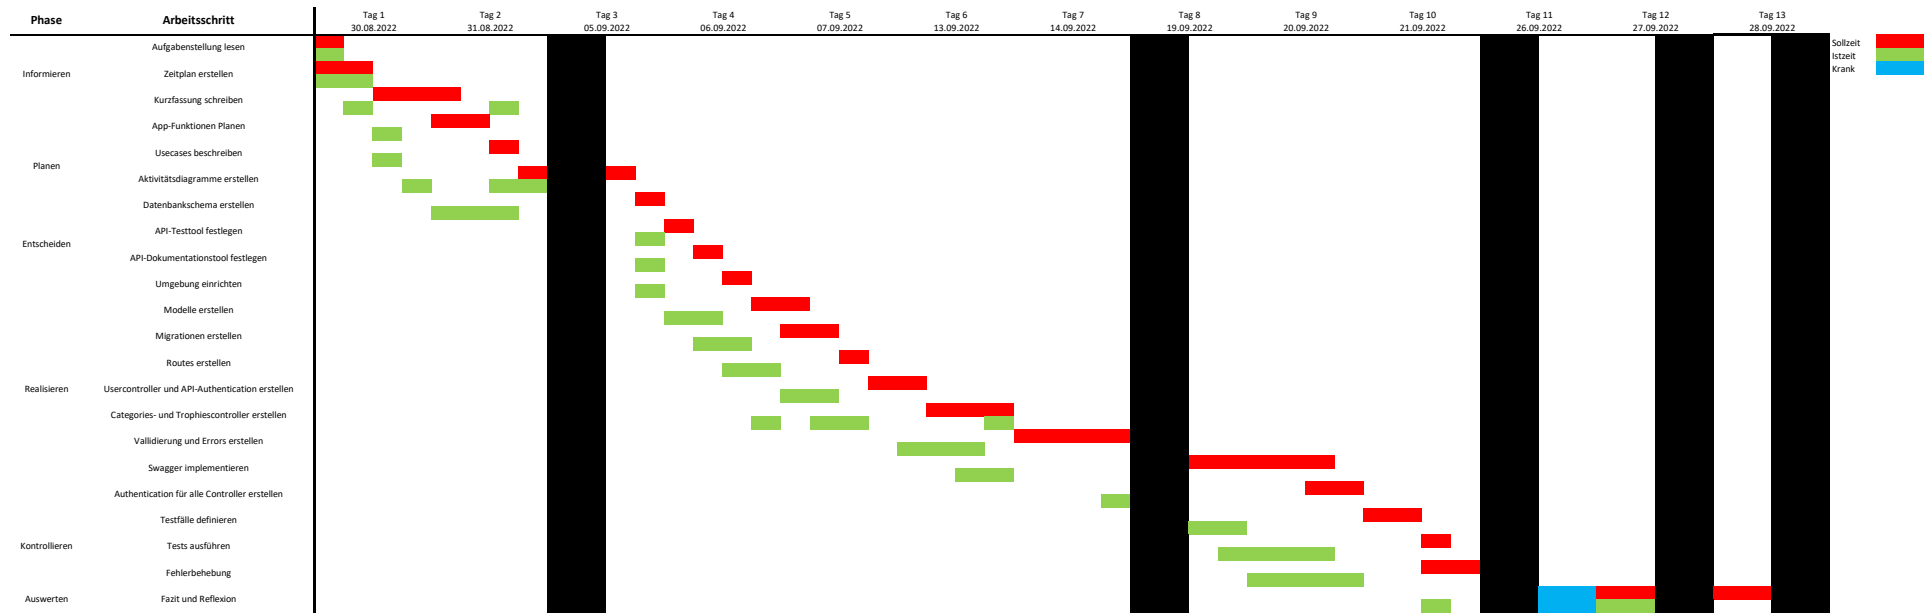 Phase Arbeitsschritt Tag 1 Tag 2 Tag 3 Tag 4 Tag 5 Tag 6 Tag 7 Tag 8 Tag 9 Tag 10 Tag 11 Tag 12 Tag 13
30.08.2022 31.08.2022 05.09.2022 06.09.2022 07.09.2022 13.09.2022 14.09.2022 19.09.2022 20.09.2022 21.09.2022 26.09.2022 27.09.2022 28.09.2022
Aufgabenstellung lesen
Informieren Zeitplan erstellen
Kurzfassung schreiben
App-Funktionen Planen
Usecases beschreiben
Planen
Aktivitätsdiagramme erstellen
Datenbankschema erstellen
API-Testtool festlegen
Entscheiden
API-Dokumentationstool festlegen
Umgebung einrichten
Modelle erstellen
Migrationen erstellen
Routes erstellen
Realisieren Usercontroller und API-Authentication erstellen
Categories- und Trophiescontroller erstellen
Vallidierung und Errors erstellen
Swagger implementieren
Authentication für alle Controller erstellen
Testfälle definieren
Kontrollieren Tests ausführen
Fehlerbehebung
Auswerten Fazit und Reflexion
Sollzeit
Istzeit
Krank